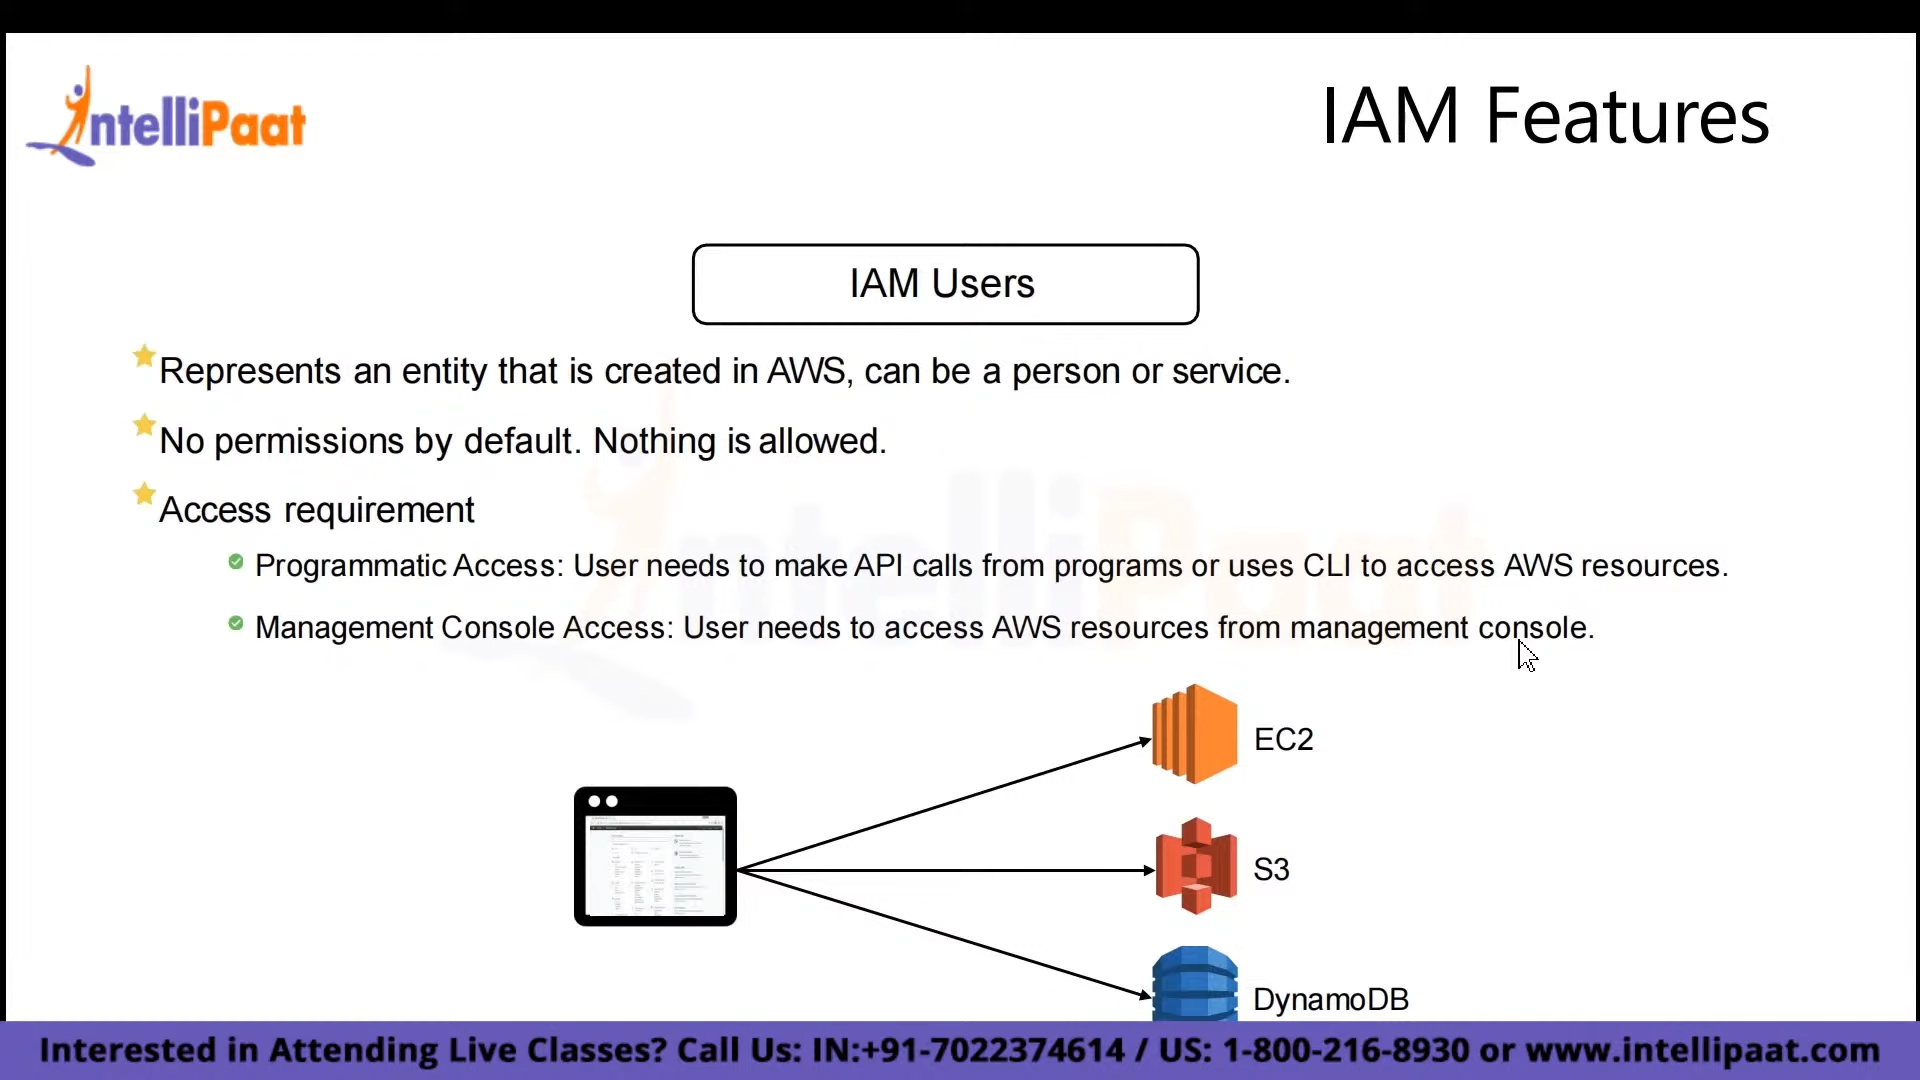 IntelliPaat
IAM Features
IAM Users
Represents an entity that is created in AWS, can be a person or service.
No permissions by default. Nothing is allowed.
Access requirement
Programmatic Access: User needs to make API calls from programs or uses CLI to access AWS resources.
Management Console Access: User needs to access AWS resources from management console.
EC2
S3
DynamoDB
Interested in Attending Live Classes? Call Us: IN:+91-7022374614 / US: 1-800-216-8930 or www.intellipaat.com